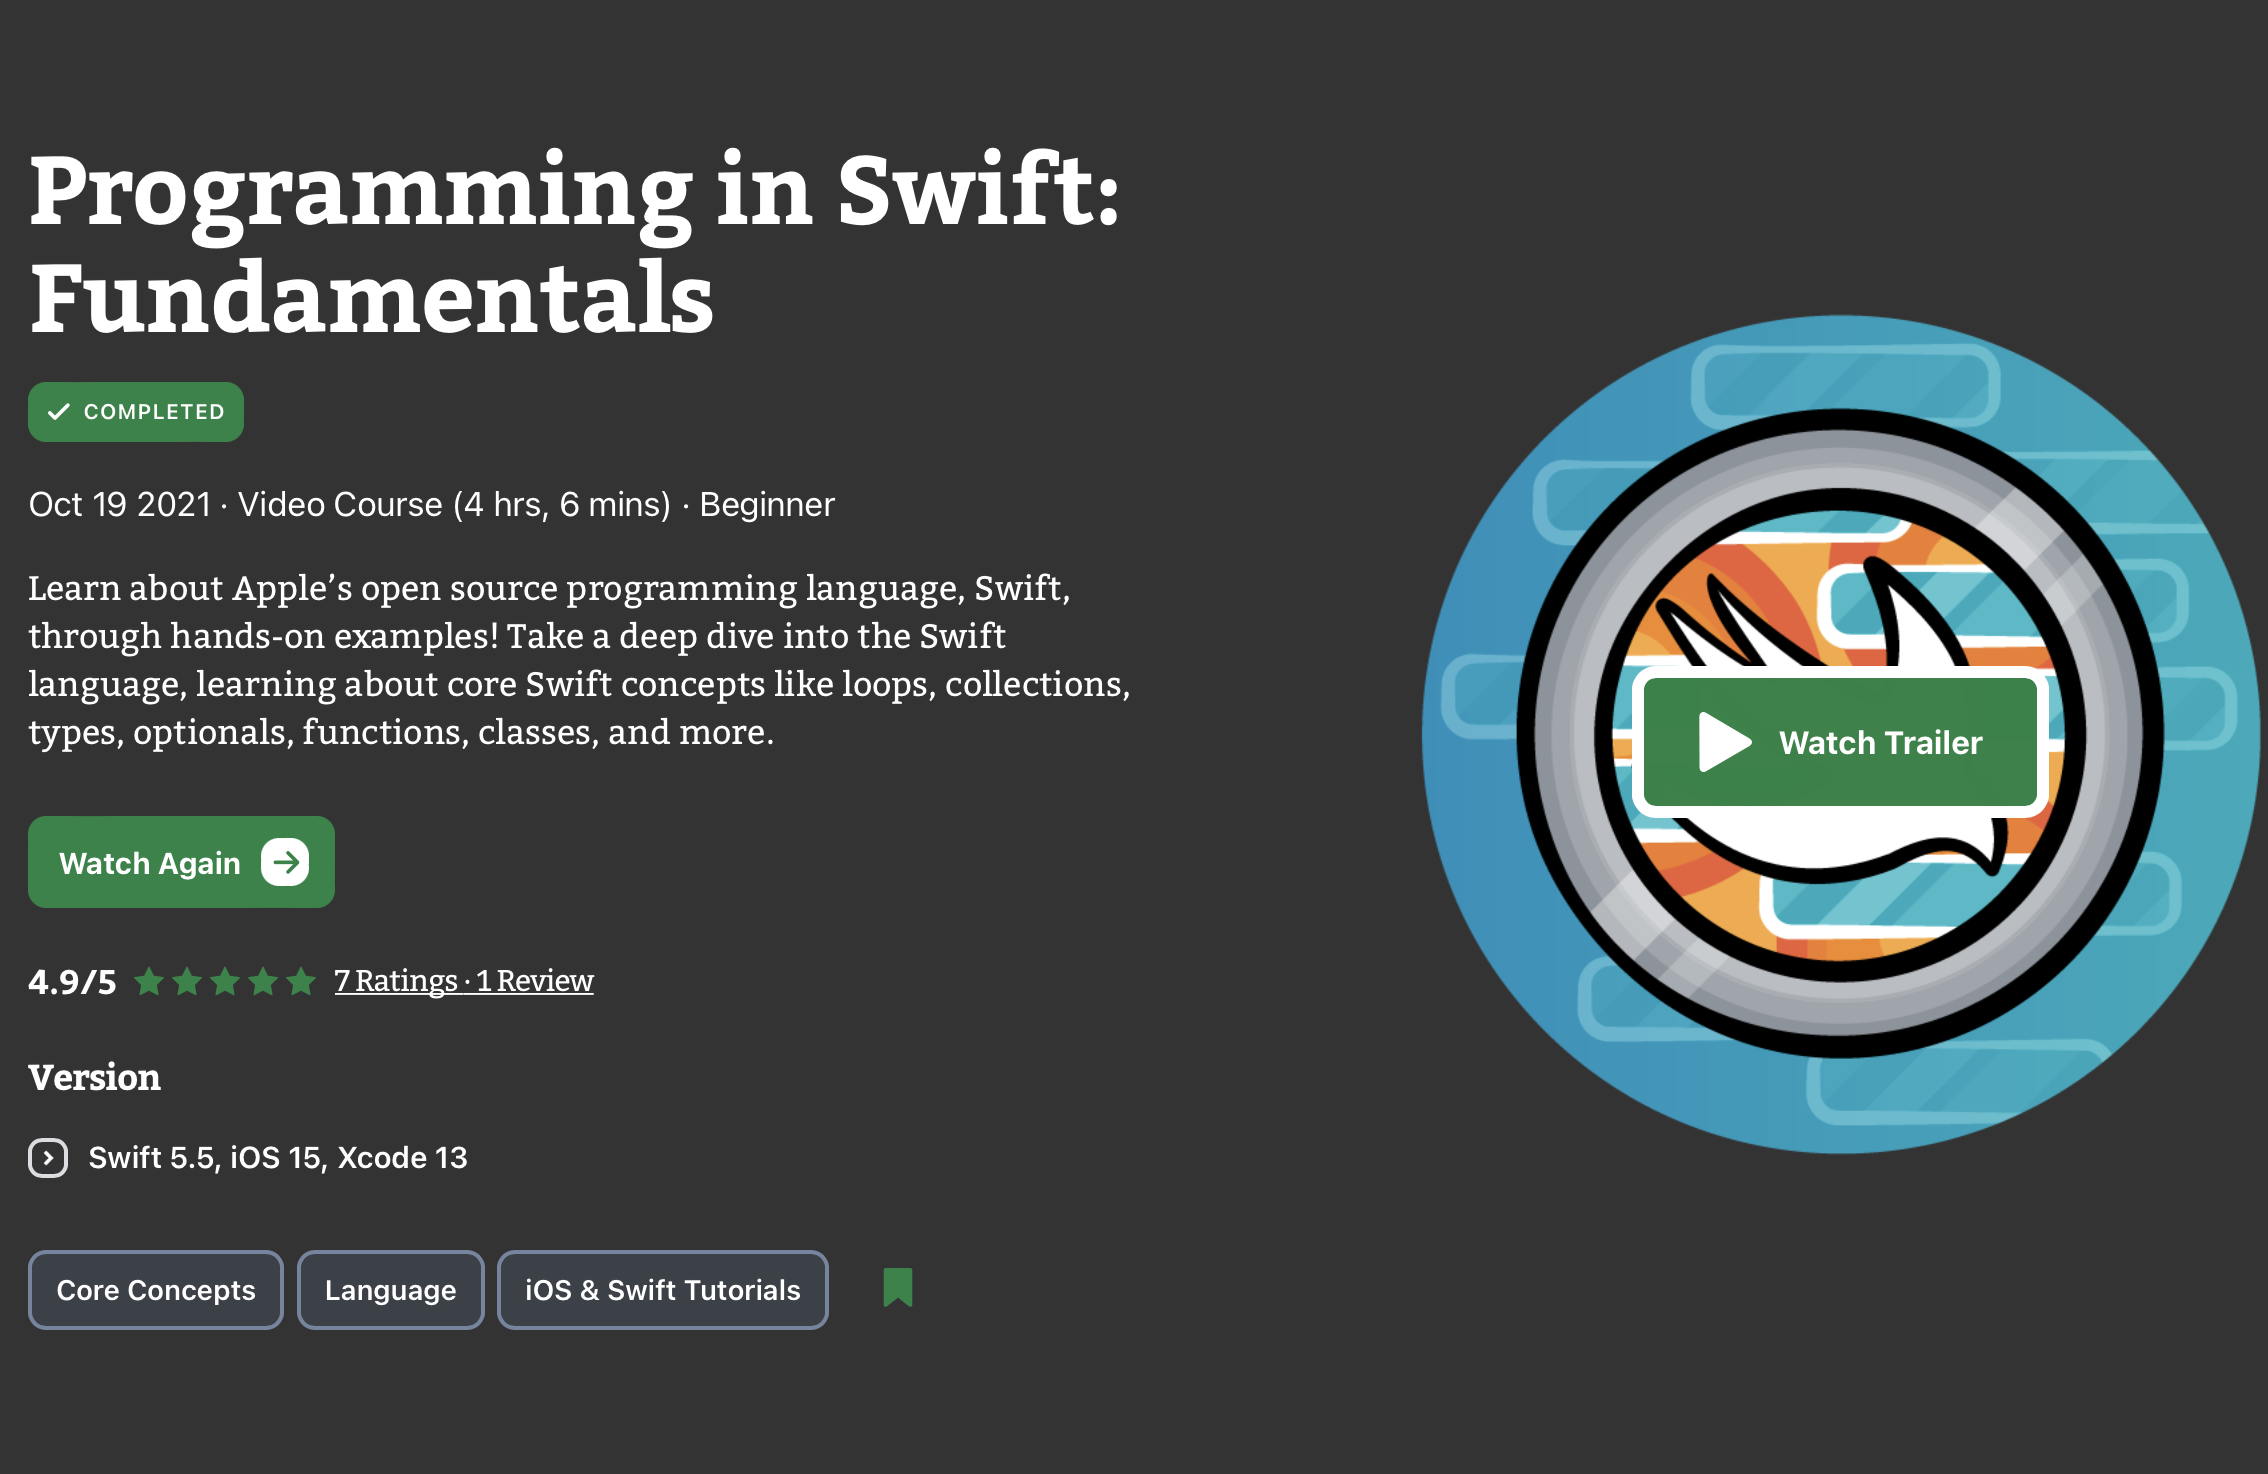 Programming in Swift:
Fundamentals
COMPLETED
Oct 19 2021 · Video Course (4 hrs, 6 mins) · Beginner
Learn about Apple’s open source programming language, Swift,
through hands-on examples! Take a deep dive into the Swift
language, learning about core Swift concepts like loops, collections,
types, optionals, functions, classes, and more.
Watch Trailer
Watch Again
4.9/5 7 Ratings · 1 Review
Version
Swift 5.5, iOS 15, Xcode 13
Core Concepts Language iOS & Swift Tutorials